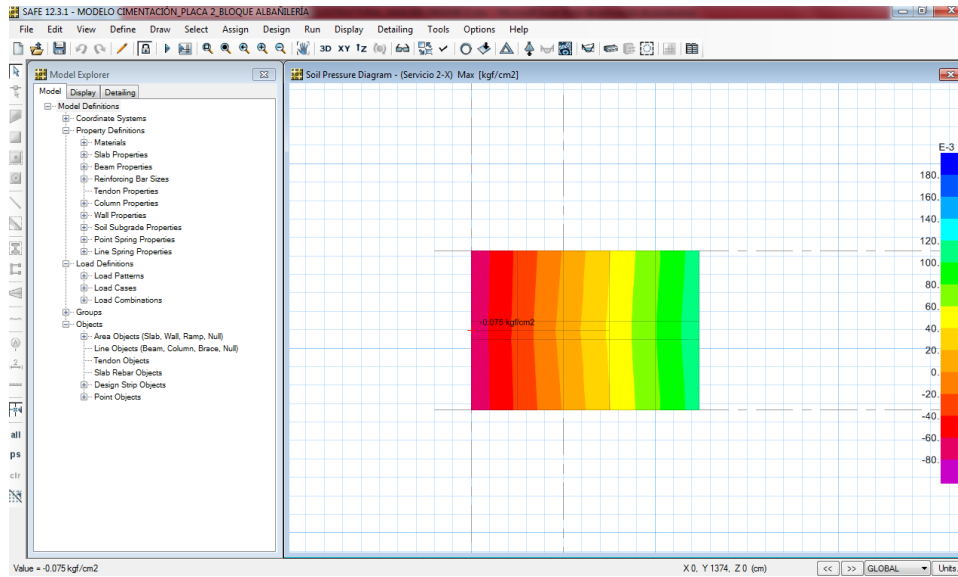 SAFE 12.3.1 - MODELO CIMENTACIÓN_PLACA 2_BLOQUE ALBAÑILERÍA
File Edit View Define Draw Select Assign Design Run Display Detailing Tools Options Help
3D XY
Model Explorer
Model Display Detailing
Model Definitions
Coordinate Systems
Property Definitions
Materials
Slab Properties
Beam Properties
Reinforcing Bar Sizes
Tendon Properties
Column Properties
Wall Properties
Soil Subgrade Properties
Point Spring Properties
Line Spring Properties
Load Definitions
Load Patterns
Load Cases
Load Combinations
Groups
Objects
Area Objects (Slab, Wall, Ramp, Null)
Line Objects (Beam, Column, Brace, Null)
Tendon Objects
Slab Rebar Objects
Design Strip Objects
Point Objects
all
ps
clr
Soil Pressure Diagram - (Servicio 2-X) Max [kgf/cm2]
-0.075 kgf/cm2
E-3
180.
160.
140.
120.
100.
80.
60.
40.
20.
0.
-20.
-40.
-60.
-80.
Value = -0.075 kgf/cm2
X 0, Y 1374, Z 0 (cm)
<< >> GLOBAL Units.